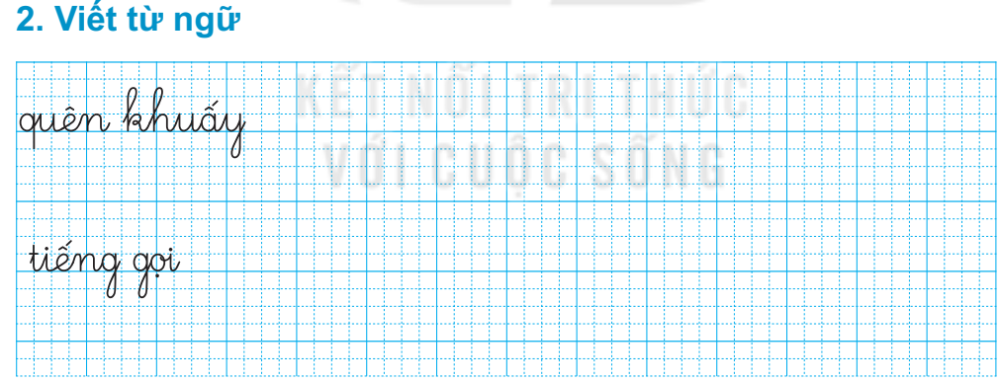 2. Viết từ ngữ
KẾT NỐI TRI THỨC
VỚI CUỘC SỐNG
quên khuấy
tiếng gọi